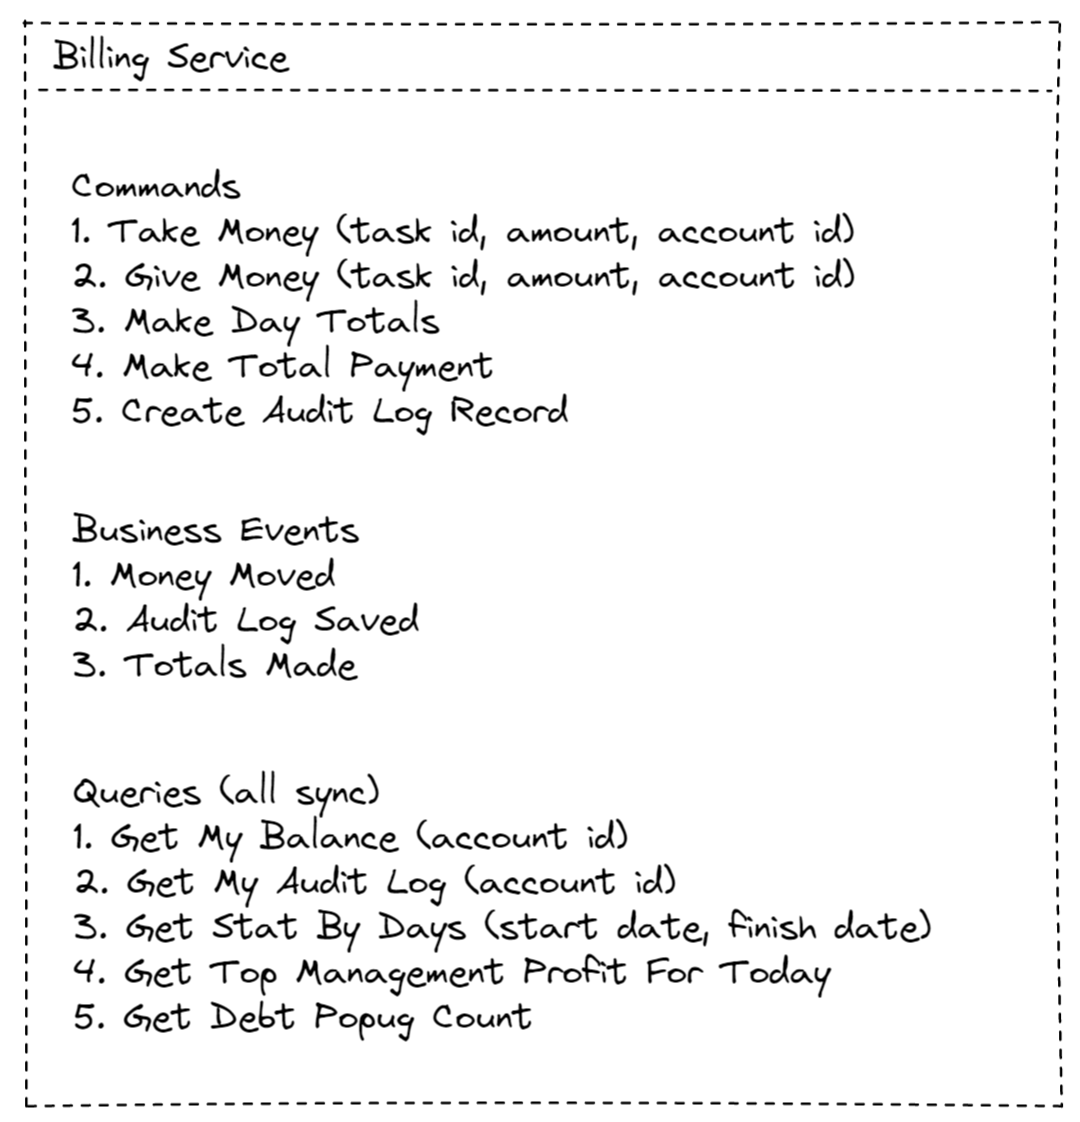 Billing Service
Commands
1. Take Money (task id, amount, account id)
2. Give Money (task id, amount, account id)
3. Make Day Totals
4. Make Total Payment
5. Create Audit Log Record
Business Events
1. Money Moved
2. Audit Log Saved
3. Totals Made
Queries (all sync)
1. Get My Balance (account id)
2. Get My Audit Log (account id)
3. Get Stat By Days (start date, finish date)
4. Get Top Management Profit For Today
5. Get Debt Popug Count